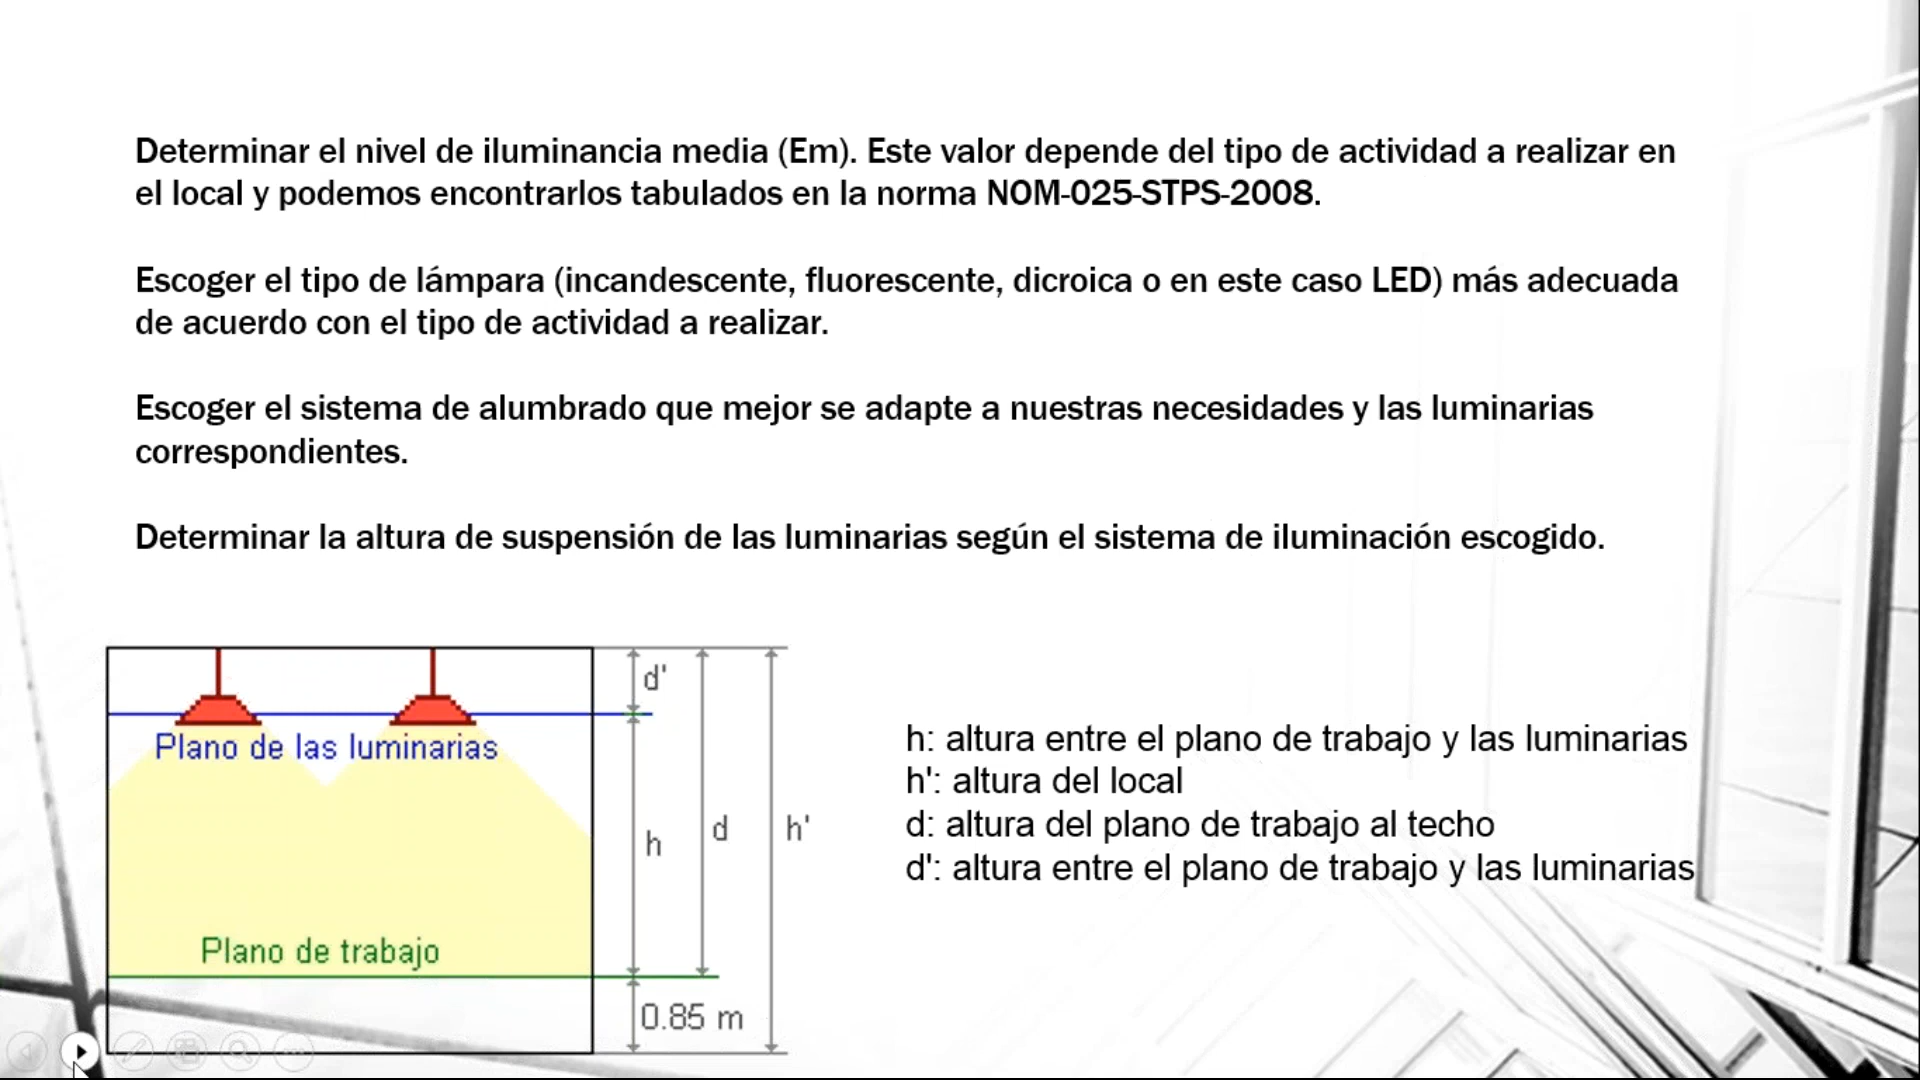 Determinar el nivel de iluminancia media (Em). Este valor depende del tipo de actividad a realizar en
el local y podemos encontrarlos tabulados en la norma NOM-025-STPS-2008.
Escoger el tipo de lámpara (incandescente, fluorescente, dicroica o en este caso LED) más adecuada
de acuerdo con el tipo de actividad a realizar.
Escoger el sistema de alumbrado que mejor se adapte a nuestras necesidades y las luminarias
correspondientes.
Determinar la altura de suspensión de las luminarias según el sistema de iluminación escogido.
d'
Plano de las luminarias
h
d
h'
Plano de trabajo
0.85 m
h: altura entre el plano de trabajo y las luminarias
h': altura del local
d: altura del plano de trabajo al techo
d': altura entre el plano de trabajo y las luminarias